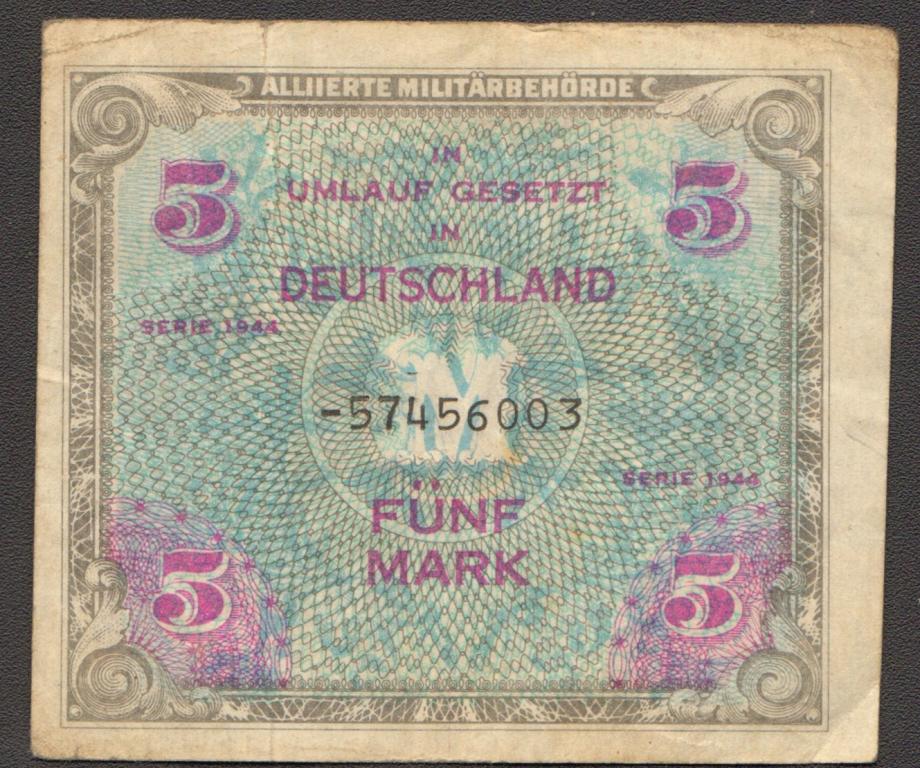 ALLIIERTE MILITÄRBEHÖRDE
5 5
IN
UMLAUF GESETZT
IN
DEUTSCHLAND
SERIE 1944
M
-57456003
SERIE 1944
FÜNF
MARK
5 5